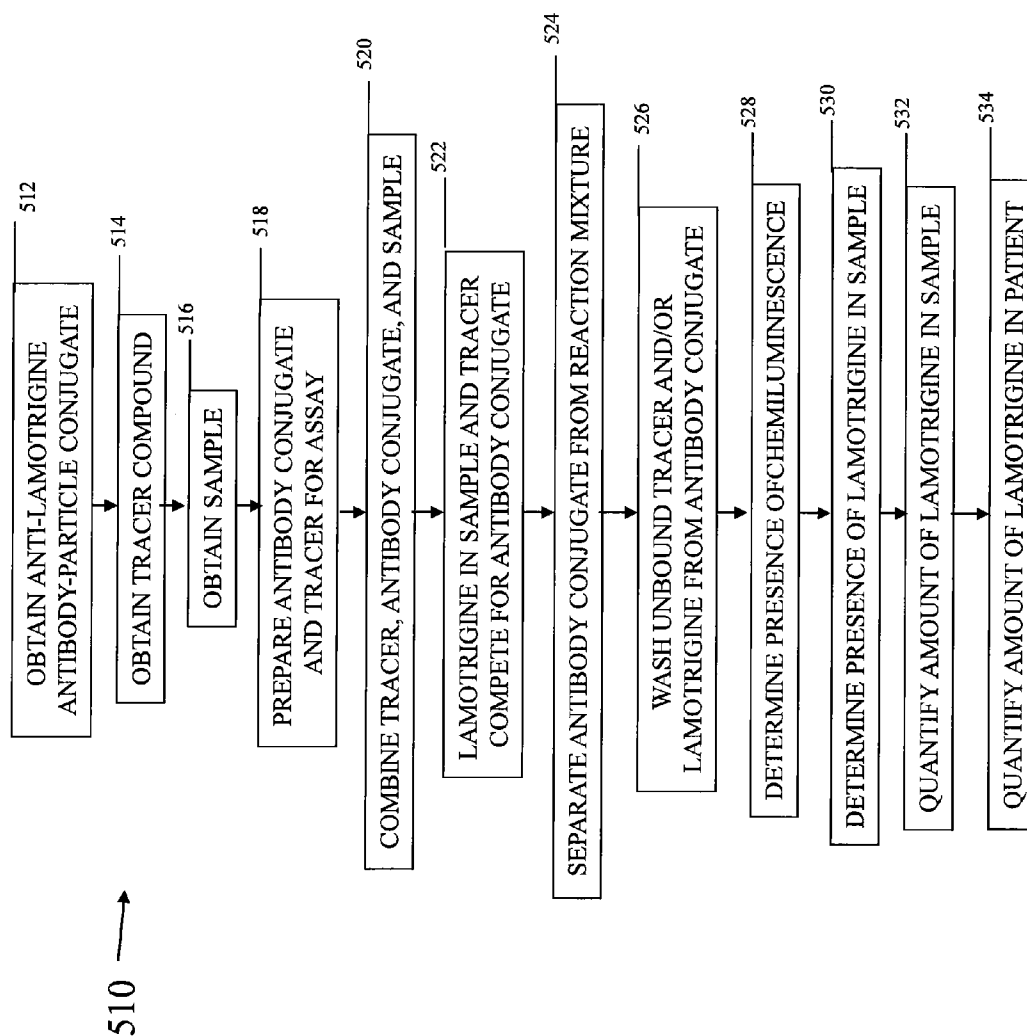 510
512
OBTAIN ANTI-LAMOTRIGINE
ANTIBODY-PARTICLE CONJUGATE
514
OBTAIN TRACER COMPOUND
516
OBTAIN SAMPLE
518
PREPARE ANTIBODY CONJUGATE
AND TRACER FOR ASSAY
520
COMBINE TRACER, ANTIBODY CONJUGATE, AND SAMPLE
522
LAMOTRIGINE IN SAMPLE AND TRACER
COMPETE FOR ANTIBODY CONJUGATE
524
SEPARATE ANTIBODY CONJUGATE FROM REACTION MIXTURE
526
WASH UNBOUND TRACER AND/OR
LAMOTRIGINE FROM ANTIBODY CONJUGATE
528
DETERMINE PRESENCE OFCHEMILUMINESCENCE
530
DETERMINE PRESENCE OF LAMOTRIGINE IN SAMPLE
532
QUANTIFY AMOUNT OF LAMOTRIGINE IN SAMPLE
534
QUANTIFY AMOUNT OF LAMOTRIGINE IN PATIENT